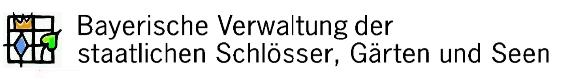 Bayerische Verwaltung der
staatlichen Schlösser, Gärten und Seen